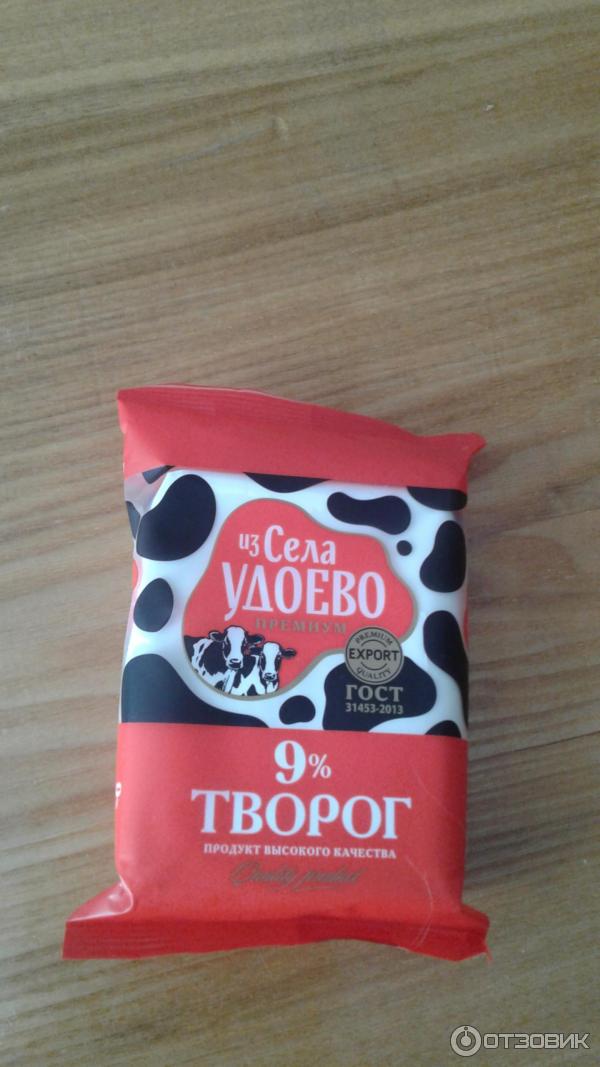 из Села
УДОЕВО
ПРЕМИУМ
PREMIUM
EXPORT
QUALITY
ГОСТ
31453-2013
9%
ТВОРОГ
ПРОДУКТ ВЫСОКОГО КАЧЕСТВА
Quality product
ОТЗОВИК